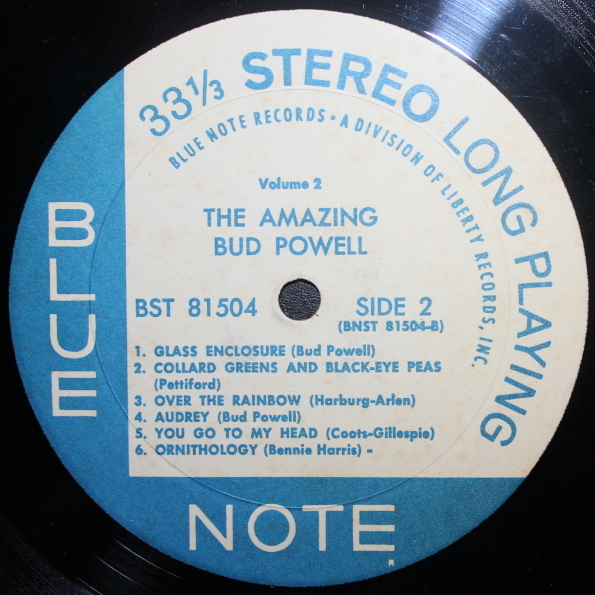 33⅓ STEREO LONG PLAYING
BLUE NOTE RECORDS • A DIVISION OF LIBERTY RECORDS, INC.
Volume 2
THE AMAZING
BUD POWELL
BST 81504 SIDE 2
(BNST 81504-B)
1. GLASS ENCLOSURE (Bud Powell)
2. COLLARD GREENS AND BLACK-EYE PEAS
(Pettiford)
3. OVER THE RAINBOW (Harburg-Arlen)
4. AUDREY (Bud Powell)
5. YOU GO TO MY HEAD (Coots-Gillespie)
6. ORNITHOLOGY (Bennie Harris) -
BLUE
NOTE
R